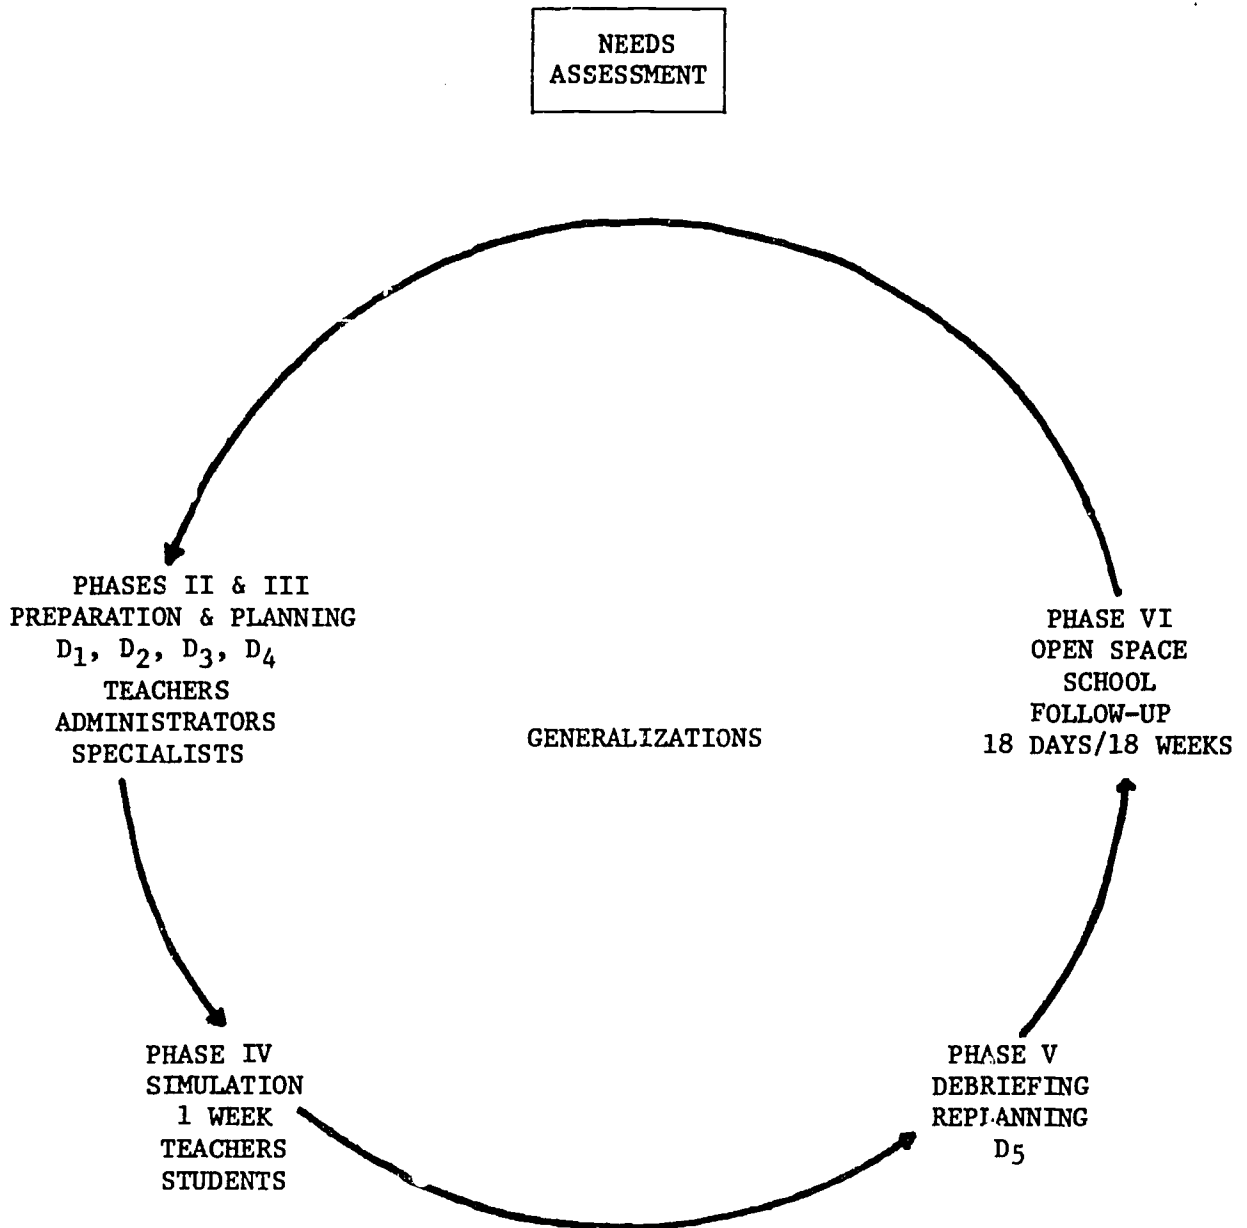 NEEDS
ASSESSMENT
PHASES II & III
PREPARATION & PLANNING
D1, D2, D3, D4
TEACHERS
ADMINISTRATORS
SPECIALISTS
GENERALIZATIONS
PHASE VI
OPEN SPACE
SCHOOL
FOLLOW-UP
18 DAYS/18 WEEKS
PHASE IV
SIMULATION
1 WEEK
TEACHERS
STUDENTS
PHASE V
DEBRIEFING
REPLANNING
D5